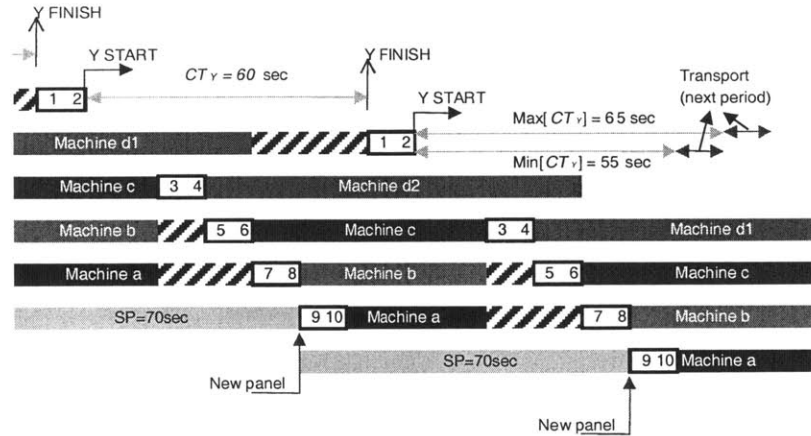 Y FINISH
Y START
CT Y = 60 sec
Y FINISH
Transport
(next period)
1 2
Y START
Max[CT Y] = 65 sec
Machine d1
1 2
Min[CT Y] = 55 sec
Machine c
3 4
Machine d2
Machine b
5 6
Machine c
3 4
Machine d1
Machine a
7 8
Machine b
5 6
Machine c
SP=70sec
9 10
Machine a
7 8
Machine b
New panel
SP=70sec
9 10
Machine a
New panel